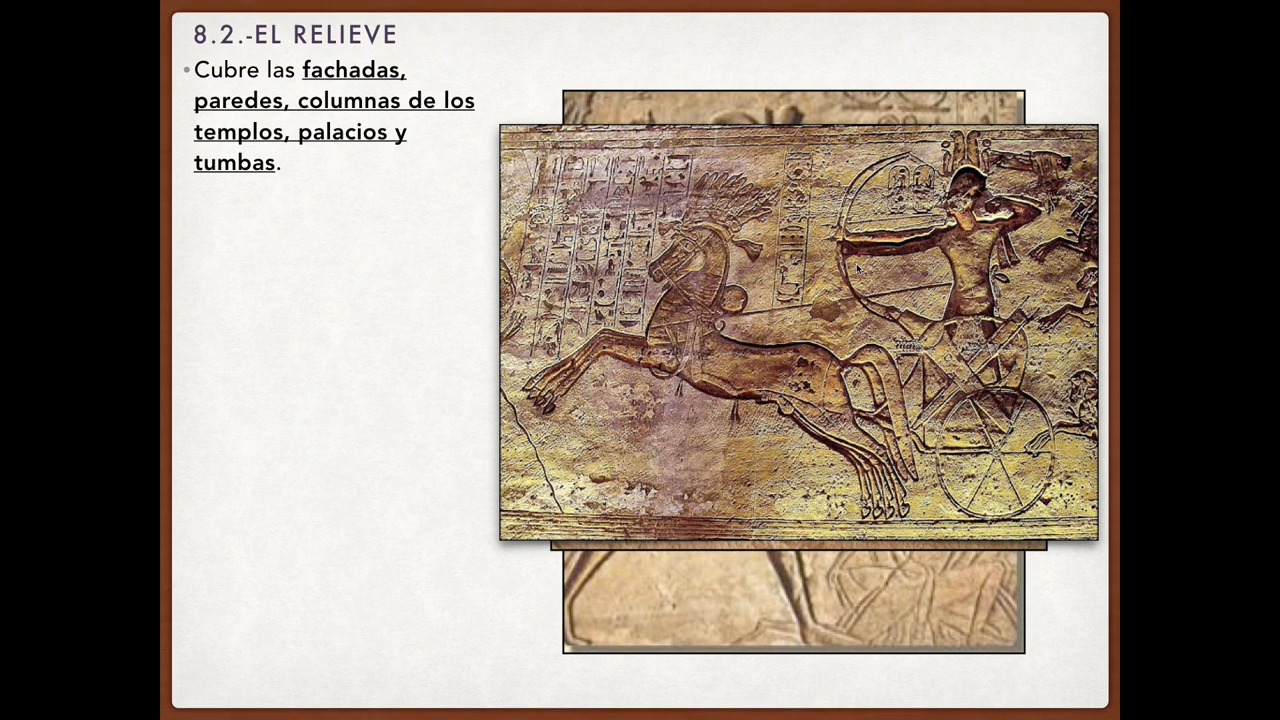 8.2.-EL RELIEVE
•Cubre las fachadas,
paredes, columnas de los
templos, palacios y
tumbas.